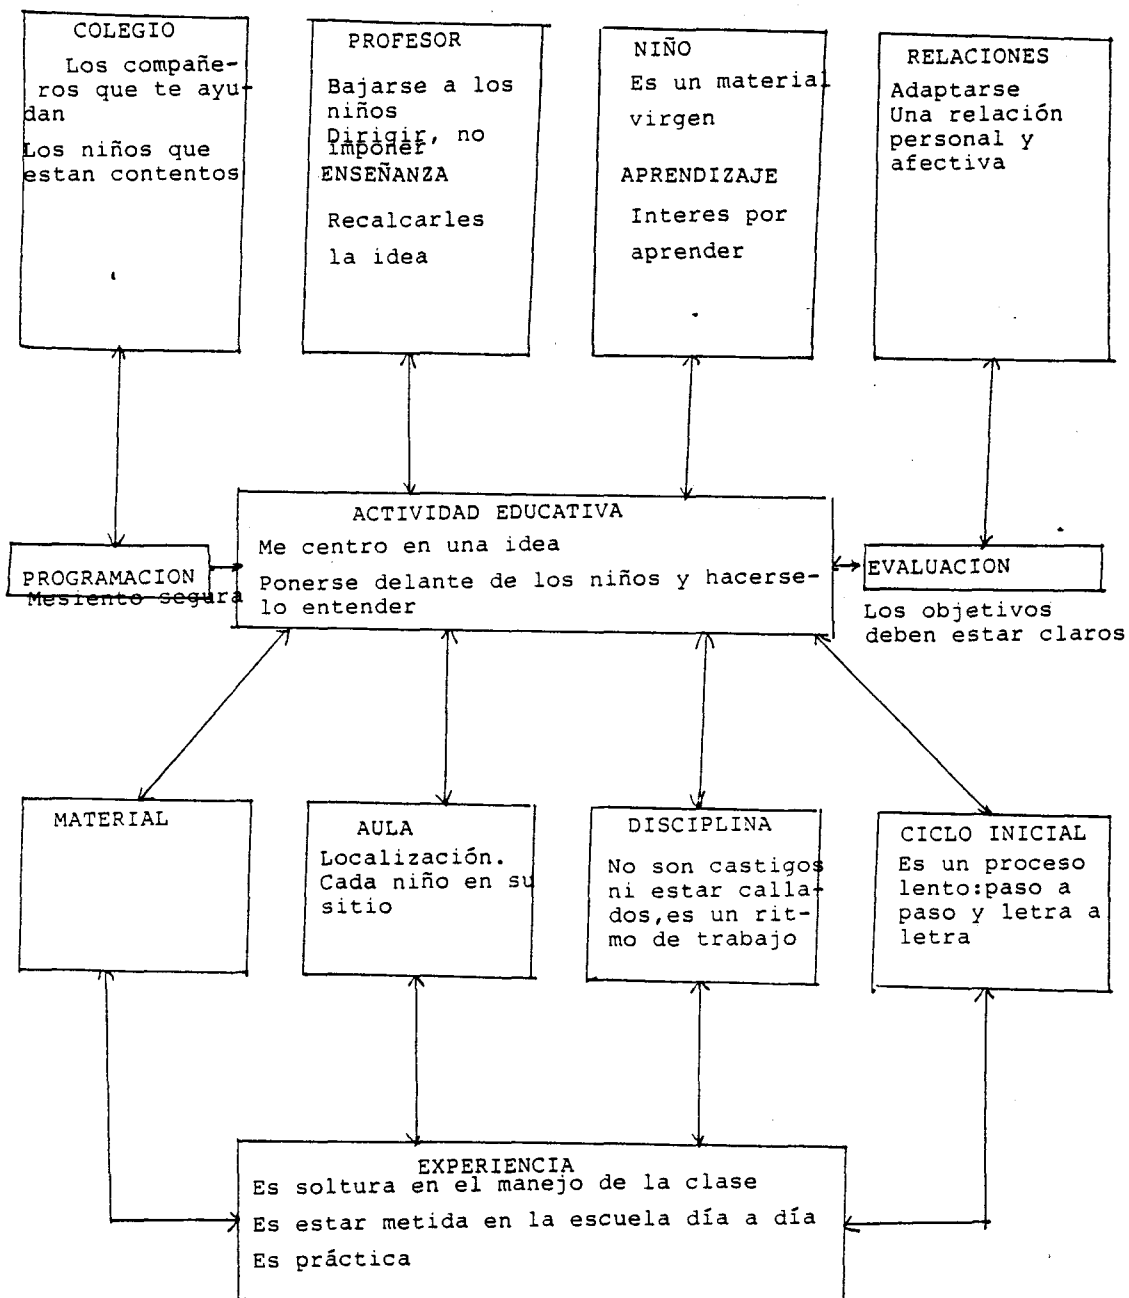 COLEGIO
Los compañe-
ros que te ayu-
dan
Los niños que
estan contentos
PROFESOR
Bajarse a los
niños
Dirigir, no
imponer
ENSEÑANZA
Recalcarles
la idea
NIÑO
Es un material
virgen
APRENDIZAJE
Interes por
aprender
RELACIONES
Adaptarse
Una relación
personal y
afectiva
PROGRAMACION
Mesiento segura
ACTIVIDAD EDUCATIVA
Me centro en una idea
Ponerse delante de los niños y hacerse-
lo entender
EVALUACION
Los objetivos
deben estar claros
MATERIAL
AULA
Localización.
Cada niño en su
sitio
DISCIPLINA
No son castigos
ni estar calla-
dos,es un rit-
mo de trabajo
CICLO INICIAL
Es un proceso
lento:paso a
paso y letra a
letra
EXPERIENCIA
Es soltura en el manejo de la clase
Es estar metida en la escuela día a día
Es práctica